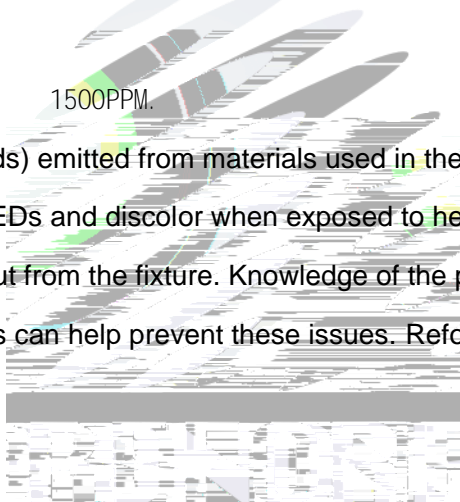 1500PPM.
ds) emitted from materials used in the
EDs and discolor when exposed to he
ut from the fixture. Knowledge of the p
s can help prevent these issues. Refo